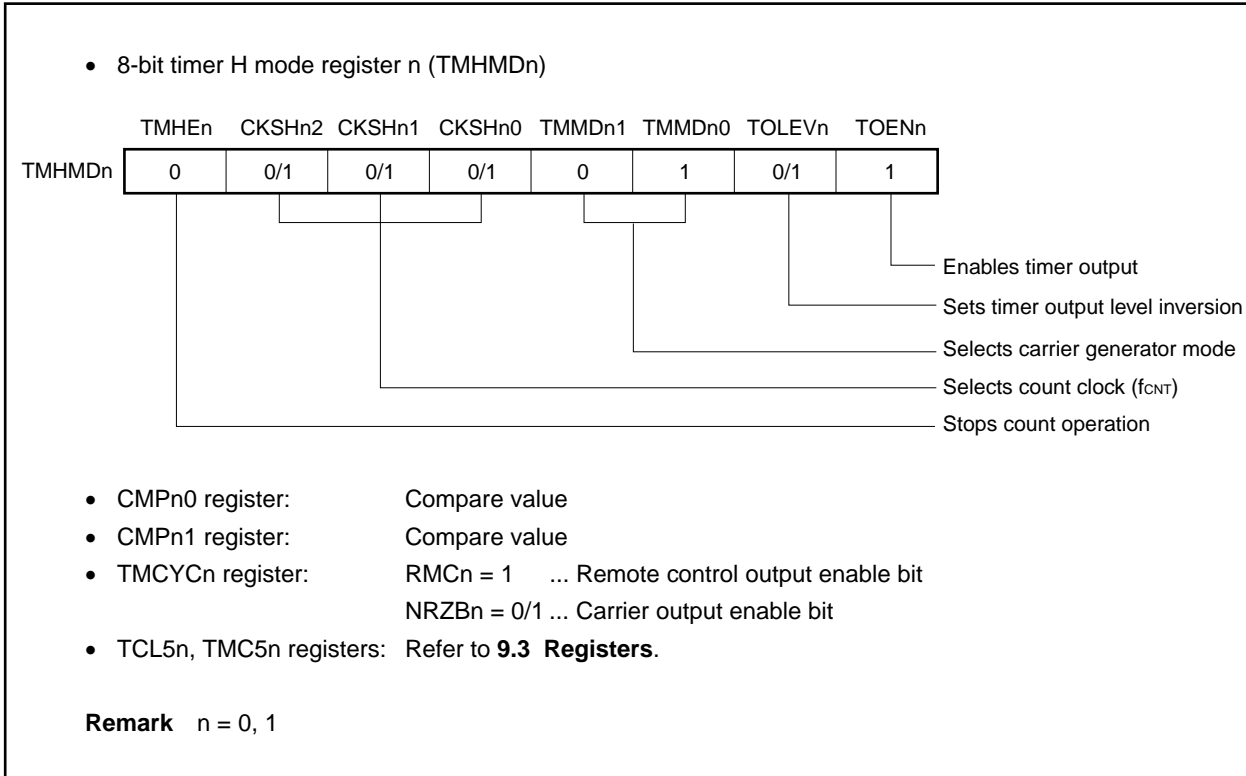 • 8-bit timer H mode register n (TMHMDn)
TMHEn CKSHn2 CKSHn1 CKSHn0 TMMDn1 TMMDn0 TOLEVn TOENn
TMHMDn 0 0/1 0/1 0/1 0 1 0/1 1
Enables timer output
Sets timer output level inversion
Selects carrier generator mode
Selects count clock (fCNT)
Stops count operation
• CMPn0 register: Compare value
• CMPn1 register: Compare value
• TMCYCn register: RMCn = 1 ... Remote control output enable bit
NRZBn = 0/1 ... Carrier output enable bit
• TCL5n, TMC5n registers: Refer to 9.3 Registers.
Remark n = 0, 1